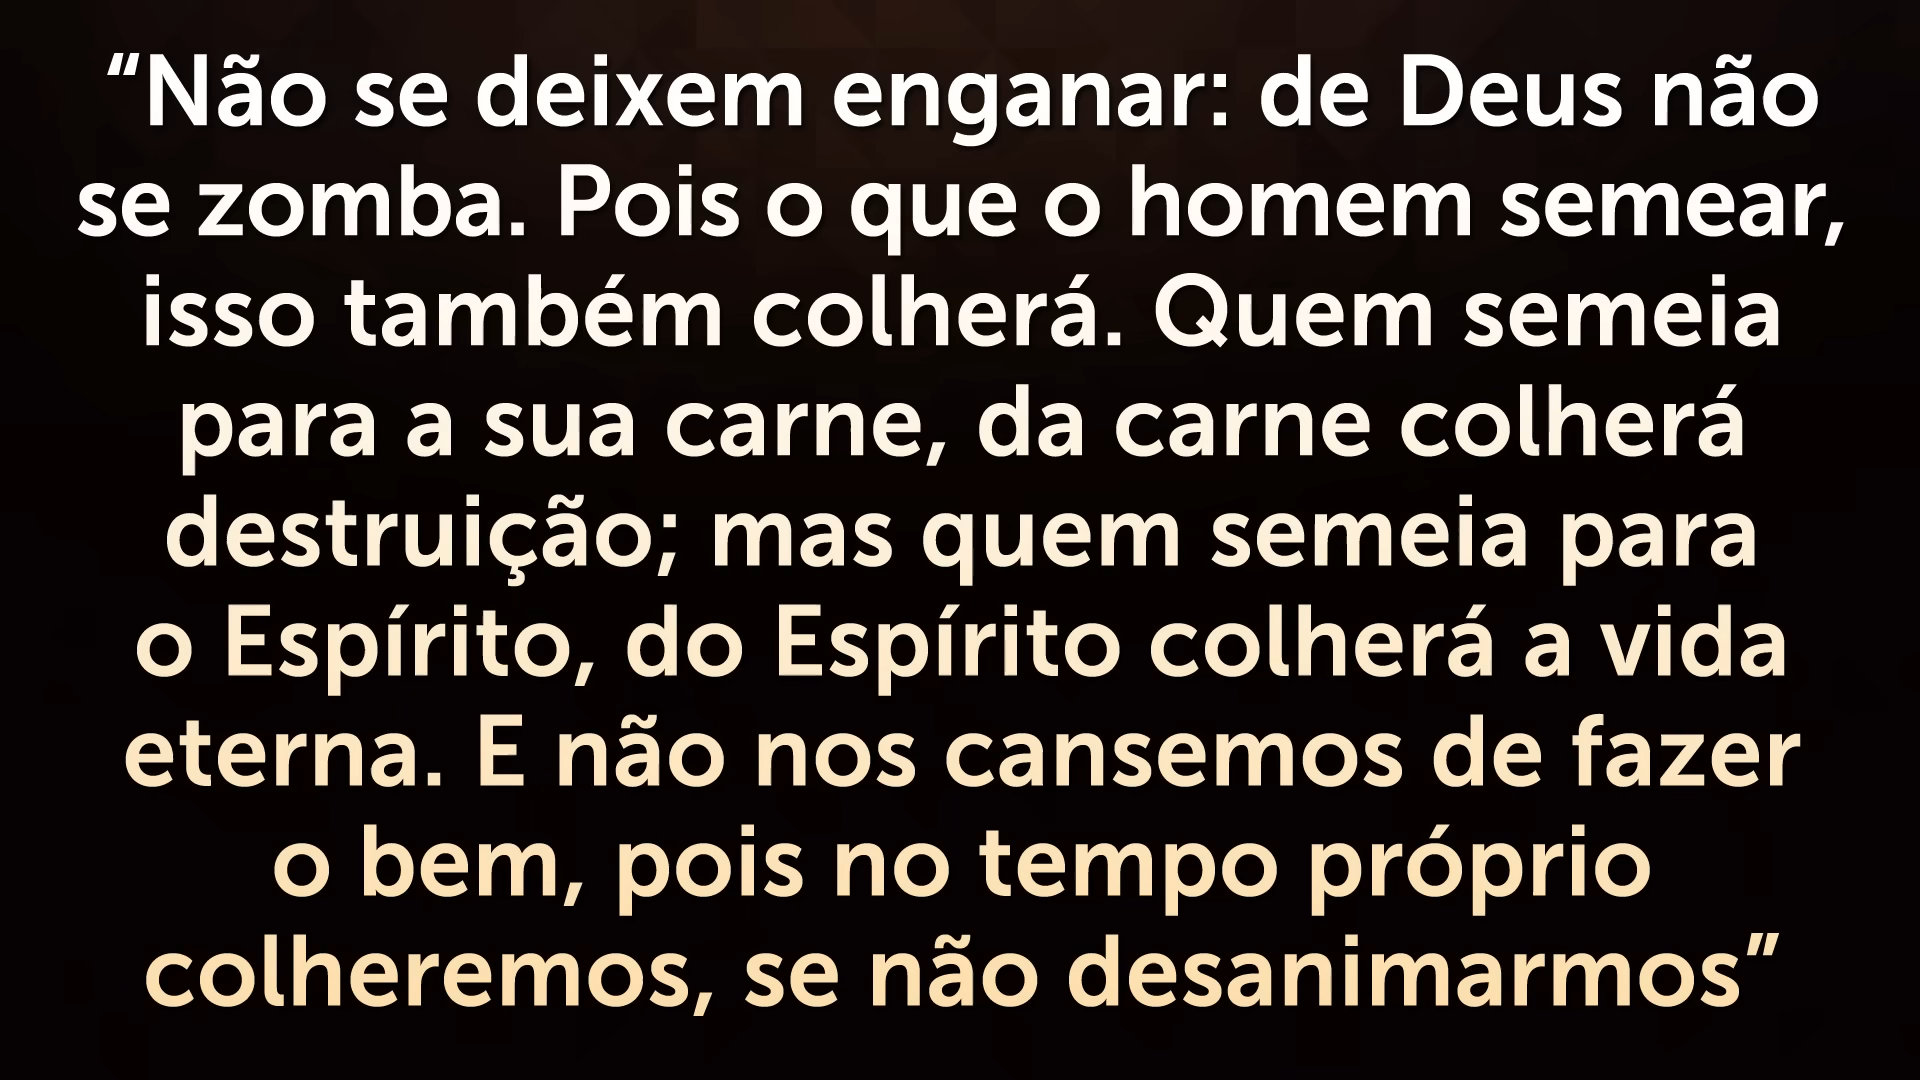 “Não se deixem enganar: de Deus não
se zomba. Pois o que o homem semear,
isso também colherá. Quem semeia
para a sua carne, da carne colherá
destruição; mas quem semeia para
o Espírito, do Espírito colherá a vida
eterna. E não nos cansemos de fazer
o bem, pois no tempo próprio
colheremos, se não desanimarmos”